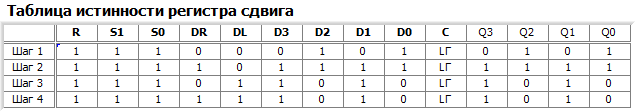 Таблица истинности регистра сдвига
R S1 S0 DR DL D3 D2 D1 D0 C Q3 Q2 Q1 Q0
Шаг 1 1 1 1 0 0 0 1 0 1 LГ 0 1 0 1
Шаг 2 1 1 1 1 0 1 1 1 1 LГ 1 1 1 1
Шаг 3 1 1 1 0 1 1 0 1 0 LГ 1 0 1 0
Шаг 4 1 1 1 1 1 1 0 1 0 LГ 1 0 1 0